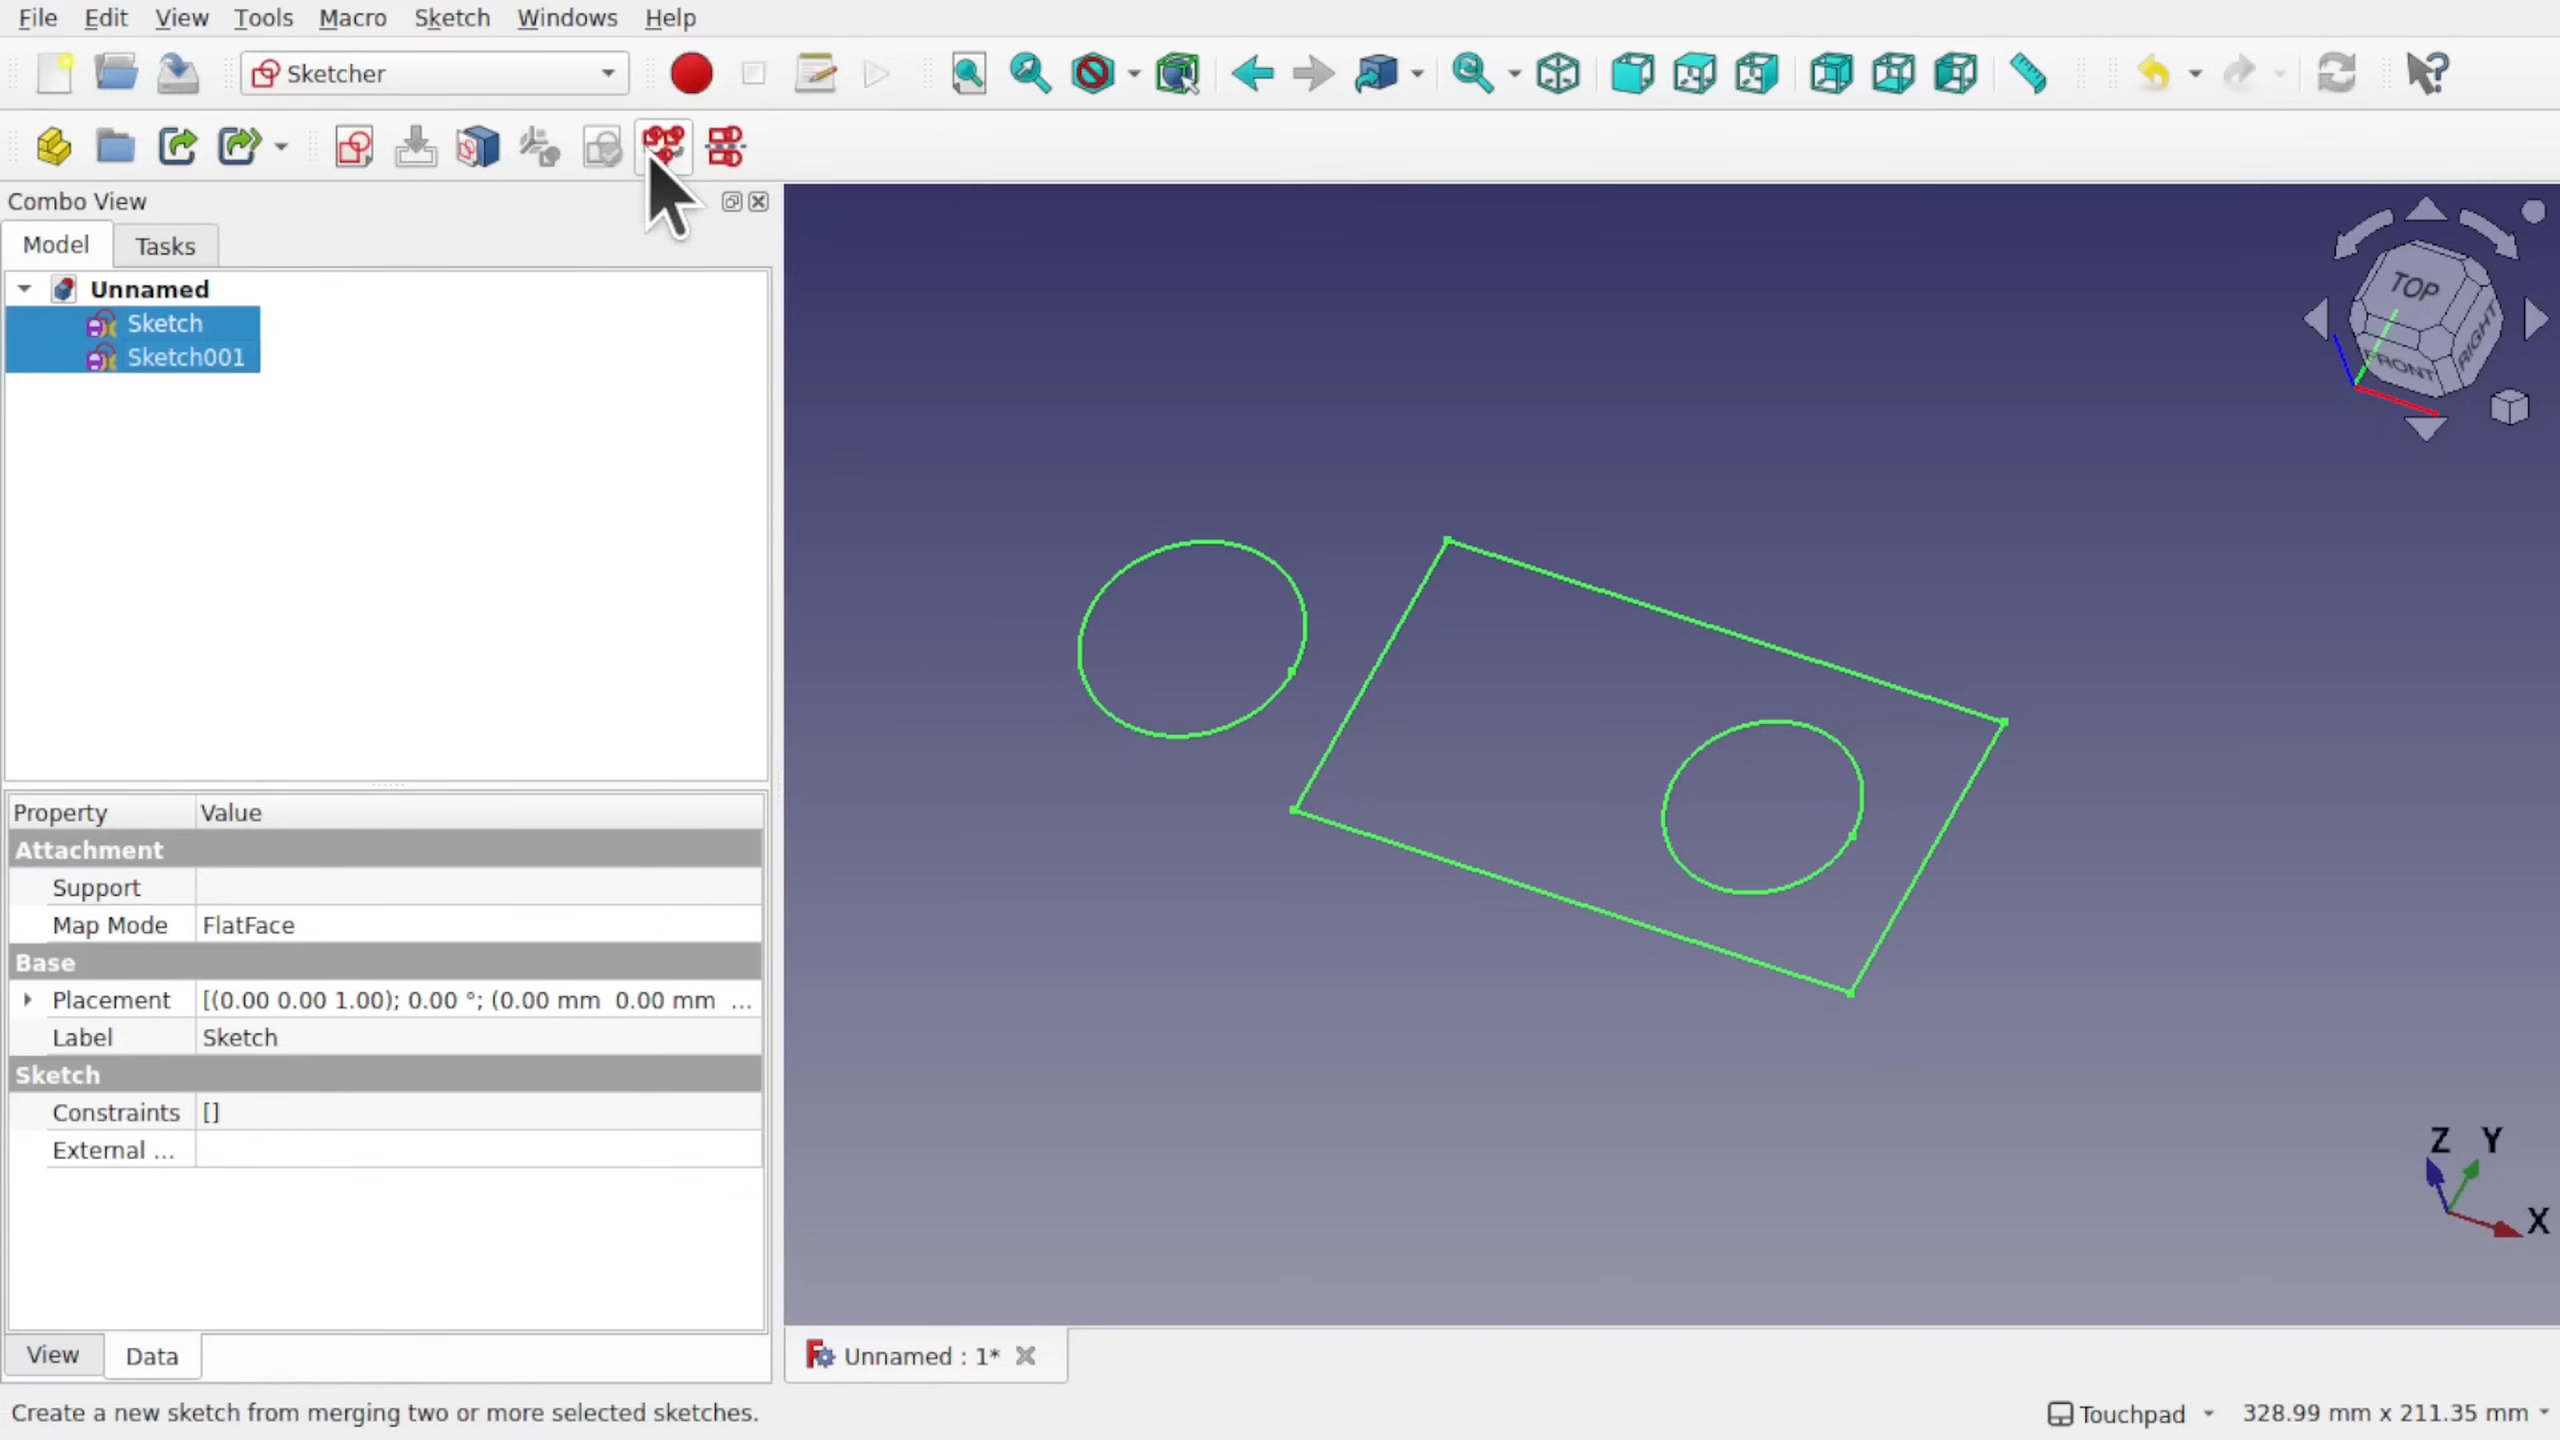 File Edit View Tools Macro Sketch Windows Help
Sketcher
Combo View
Model Tasks
Unnamed
Sketch
Sketch001
TOP
FRONT
RIGHT
Property Value
Attachment
Support
Map Mode FlatFace
Base
Placement [(0.00 0.00 1.00); 0.00 °; (0.00 mm 0.00 mm ...
Label Sketch
Sketch
Constraints []
External ...
Z Y
X
View Data
Unnamed : 1*
Create a new sketch from merging two or more selected sketches.
Touchpad 328.99 mm x 211.35 mm